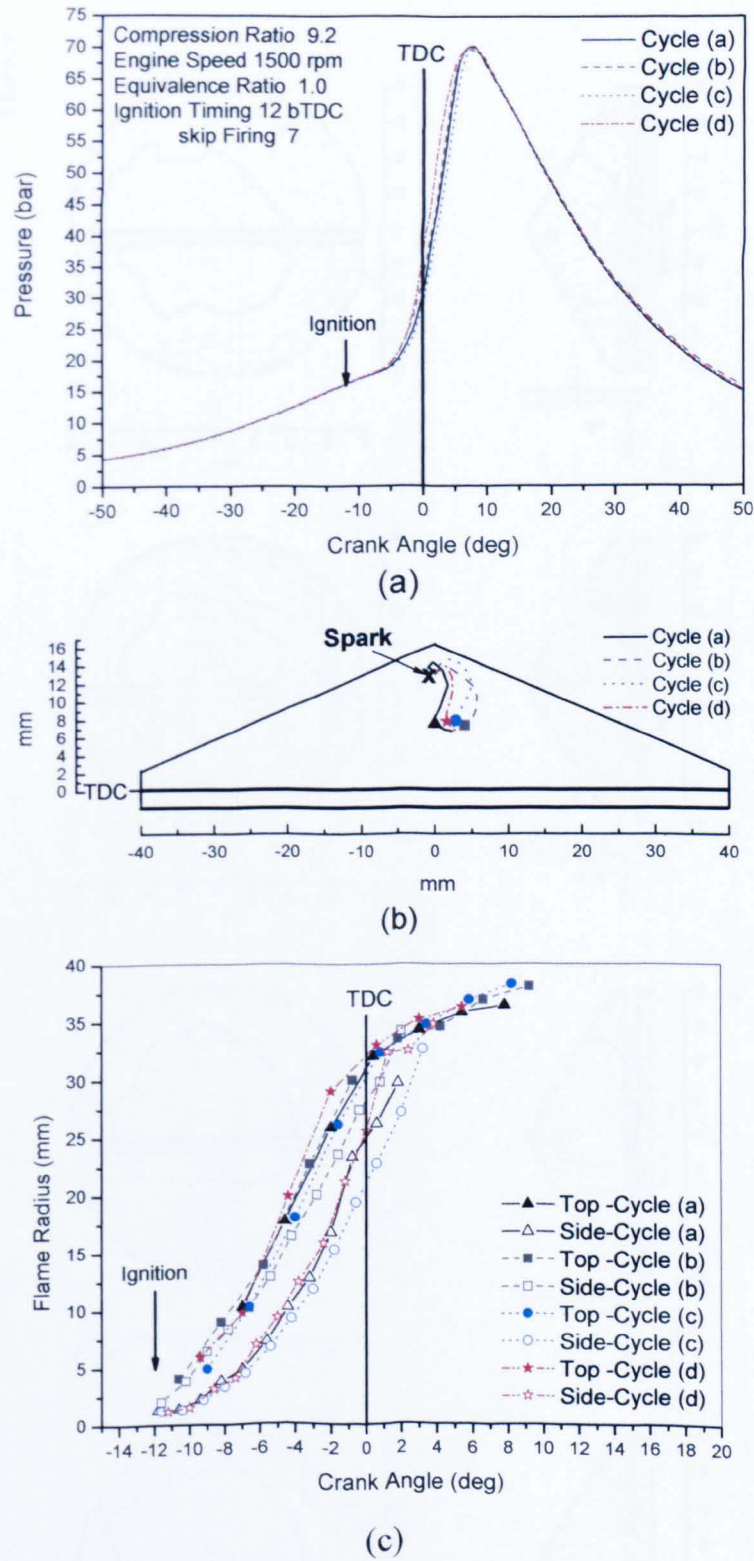 Compression Ratio 9.2
Engine Speed 1500 rpm
Equivalence Ratio 1.0
Ignition Timing 12 bTDC
skip Firing 7
TDC
Cycle (a)
Cycle (b)
Cycle (c)
Cycle (d)
Ignition
Pressure (bar)
75
70
65
60
55
50
45
40
35
30
25
20
15
10
5
0
-50 -40 -30 -20 -10 0 10 20 30 40 50
Crank Angle (deg)
(a)
Spark
Cycle (a)
Cycle (b)
Cycle (c)
Cycle (d)
mm
16
14
12
10
8
6
4
2
0
TDC
-40 -30 -20 -10 0 10 20 30 40
mm
(b)
TDC
Ignition
Flame Radius (mm)
40
35
30
25
20
15
10
5
0
Top -Cycle (a)
Side-Cycle (a)
Top -Cycle (b)
Side-Cycle (b)
Top -Cycle (c)
Side-Cycle (c)
Top -Cycle (d)
Side-Cycle (d)
-14 -12 -10 -8 -6 -4 -2 0 2 4 6 8 10 12 14 16 18 20
Crank Angle (deg)
(c)